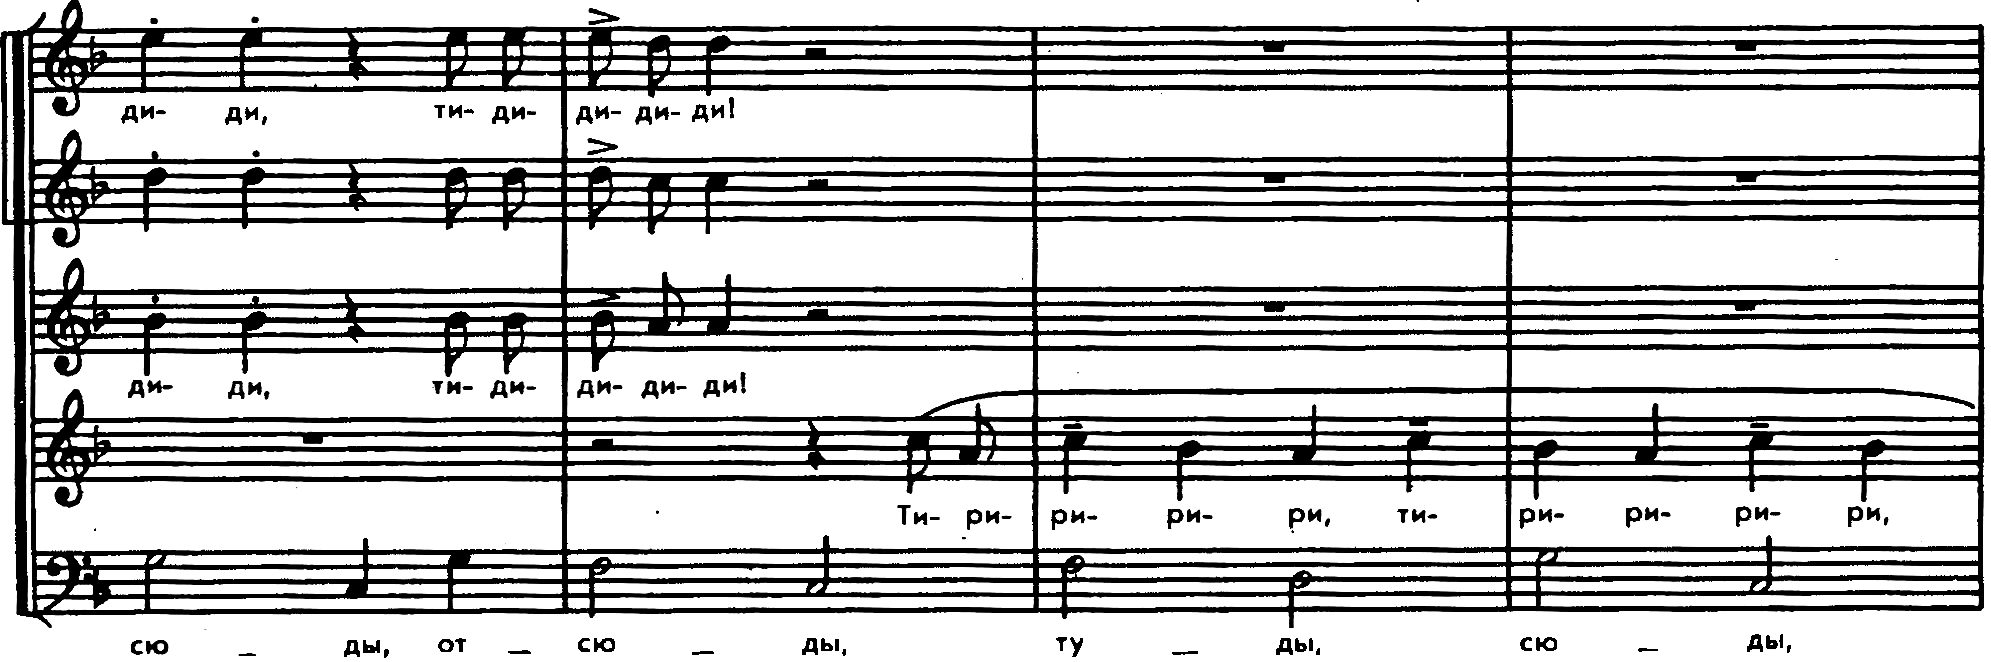 ди- ди, ти- ди- ди- ди- ди!
ди- ди, ти- ди- ди- ди- ди!
Ти- ри- ри- ри- ри, ти- ри- ри- ри- ри,
сю _ ды, от _ сю _ ды, ту _ ды, сю _ ды,